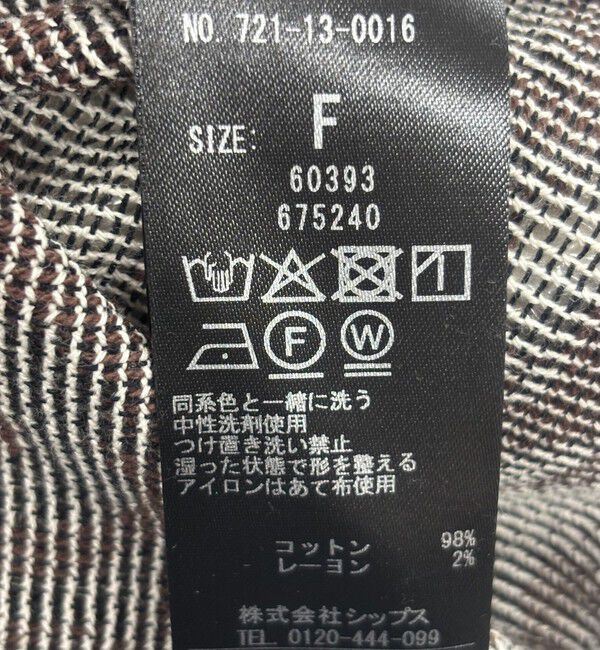 NO 721-13-0016
SIZE: F
60393
675240
F W
同系色と一緒に洗う
中性洗剤使用
つけ置き洗い禁止
湿った状態で形を整える
アイロンはあて布使用
コットン 98%
レーヨン 2%
株式会社シップス
TEL 0120-444-099